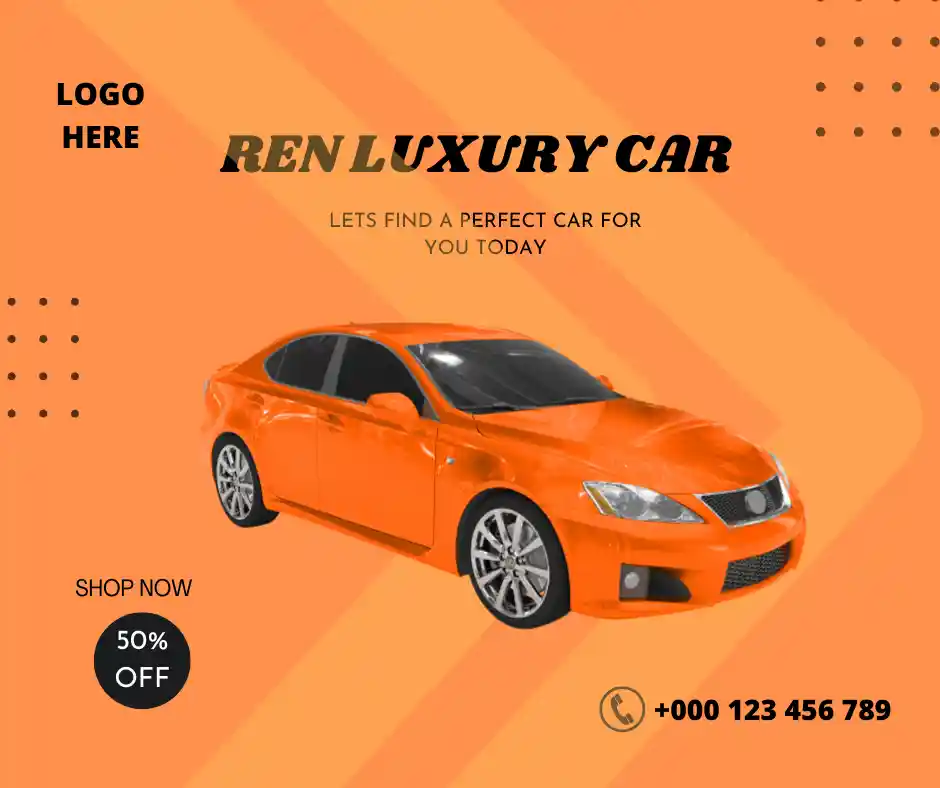 LOGO
HERE
REN LUXURY CAR
LETS FIND A PERFECT CAR FOR
YOU TODAY
SHOP NOW
50%
OFF
+000 123 456 789